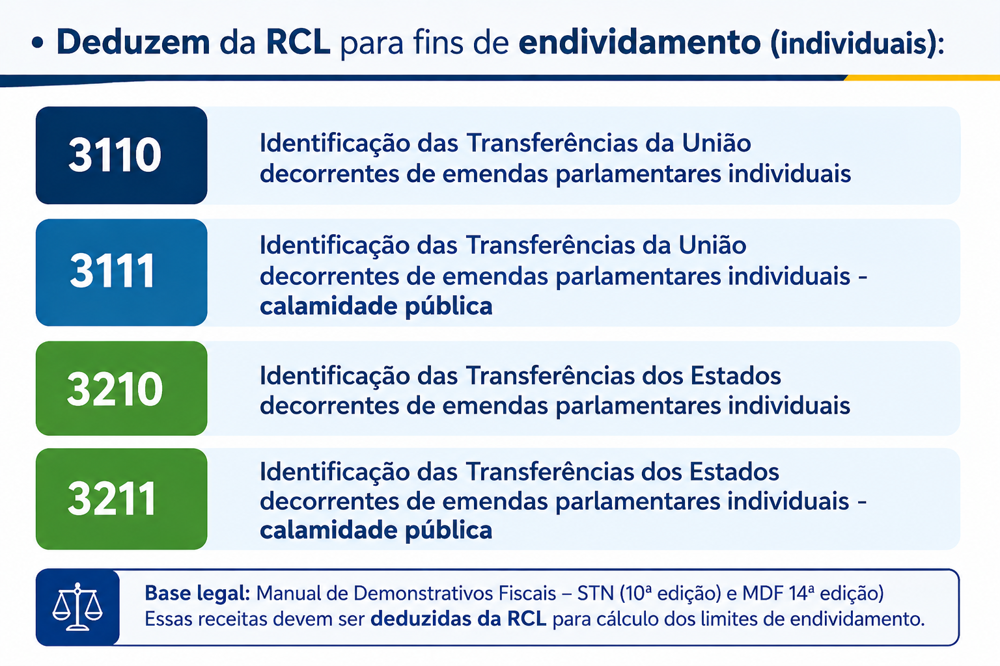 • Deduzem da RCL para fins de endividamento (individuais):
3110
Identificação das Transferências da União
decorrentes de emendas parlamentares individuais
3111
Identificação das Transferências da União
decorrentes de emendas parlamentares individuais -
calamidade pública
3210
Identificação das Transferências dos Estados
decorrentes de emendas parlamentares individuais
3211
Identificação das Transferências dos Estados
decorrentes de emendas parlamentares individuais -
calamidade pública
Base legal: Manual de Demonstrativos Fiscais – STN (10ª edição) e MDF 14ª edição)
Essas receitas devem ser deduzidas da RCL para cálculo dos limites de endividamento.